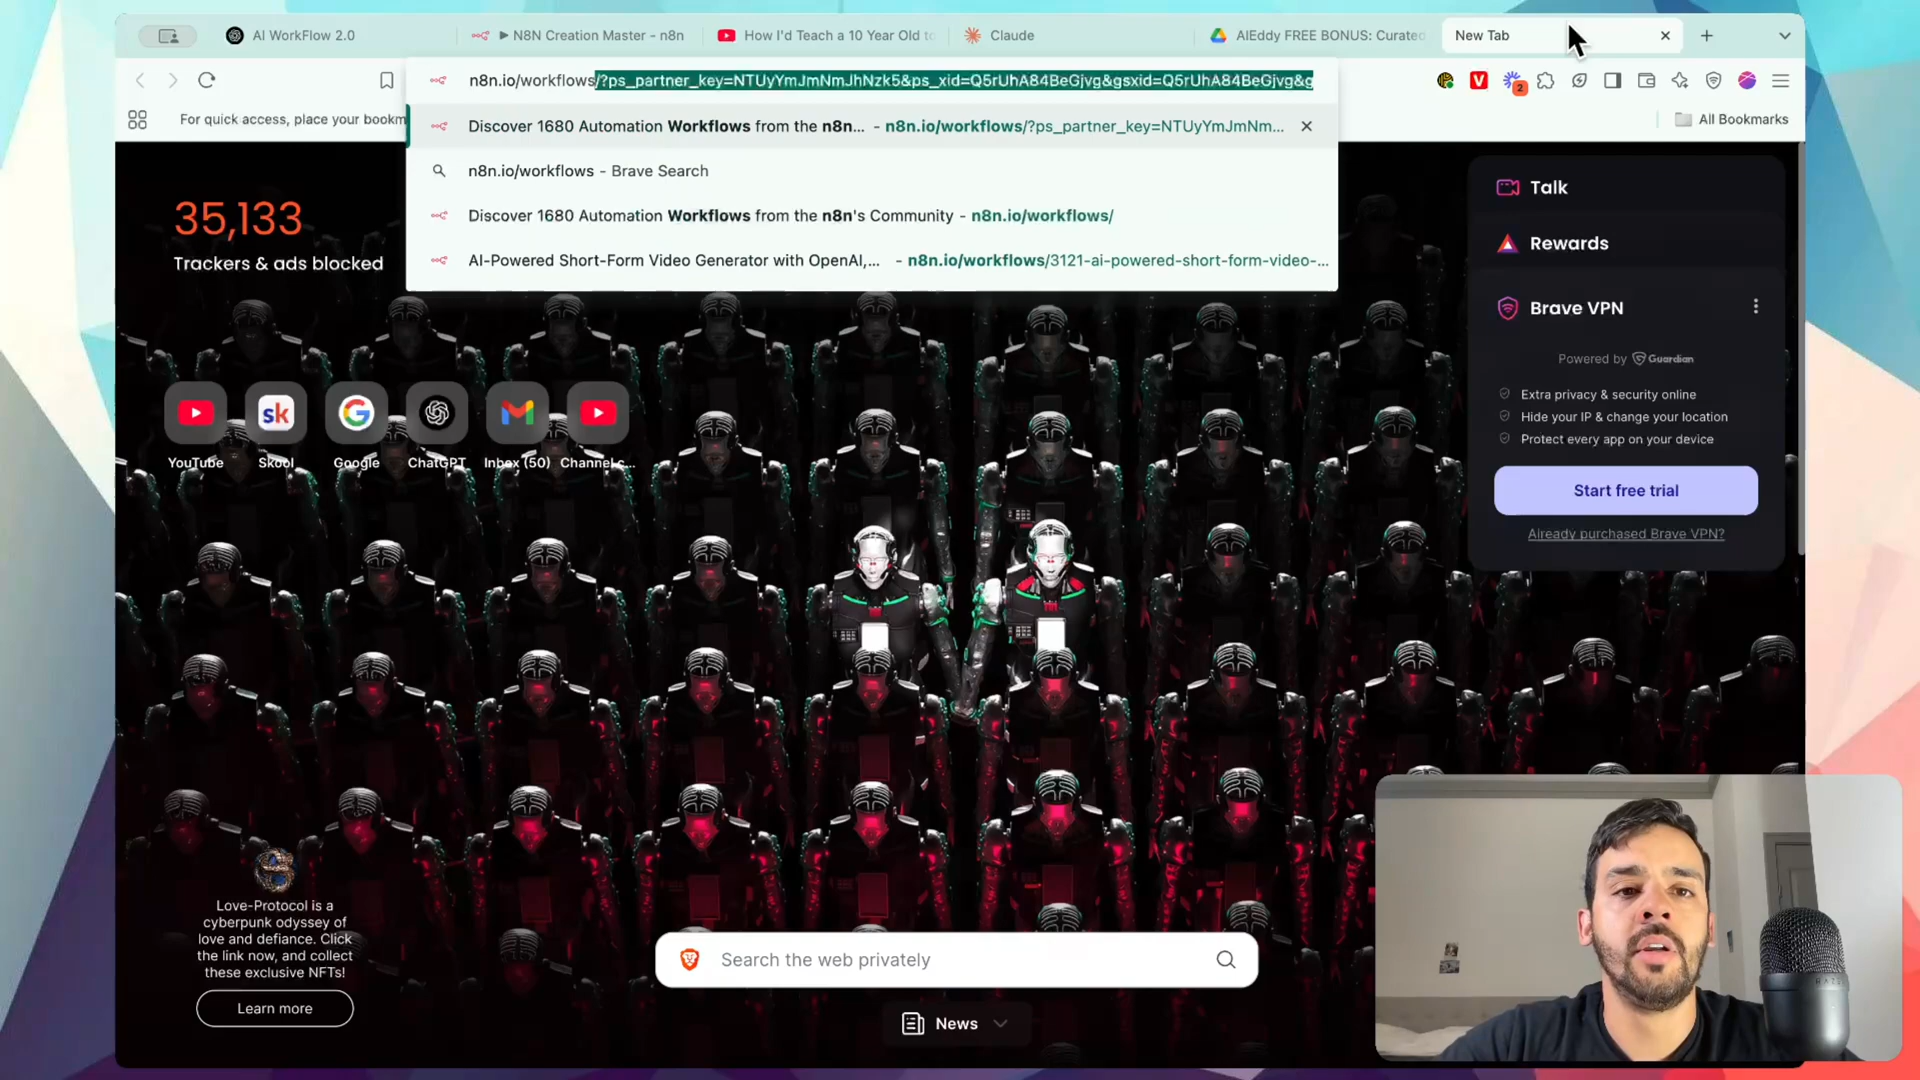 AI WorkFlow 2.0
▶ N8N Creation Master - n8n
How I'd Teach a 10 Year Old to
Claude
AIEddy FREE BONUS: Curated
New Tab
n8n.io/workflows/?ps_partner_key=NTUyYmJmNmJhNzk5&ps_xid=Q5rUhA84BeGjvg&gsxid=Q5rUhA84BeGjvg&g
2
For quick access, place your bookm
All Bookmarks
Discover 1680 Automation Workflows from the n8n... - n8n.io/workflows/?ps_partner_key=NTUyYmJmNm...
n8n.io/workflows - Brave Search
Discover 1680 Automation Workflows from the n8n's Community - n8n.io/workflows/
AI-Powered Short-Form Video Generator with OpenAI,... - n8n.io/workflows/3121-ai-powered-short-form-video-...
35,133
Trackers & ads blocked
Talk
Rewards
Brave VPN
Powered by Guardian
Extra privacy & security online
Hide your IP & change your location
Protect every app on your device
Start free trial
Already purchased Brave VPN?
sk
YouTube
Skool
Google
ChatGPT
Inbox (50)
Channel c...
Love-Protocol is a
cyberpunk odyssey of
love and defiance. Click
the link now, and collect
these exclusive NFTs!
Learn more
Search the web privately
News